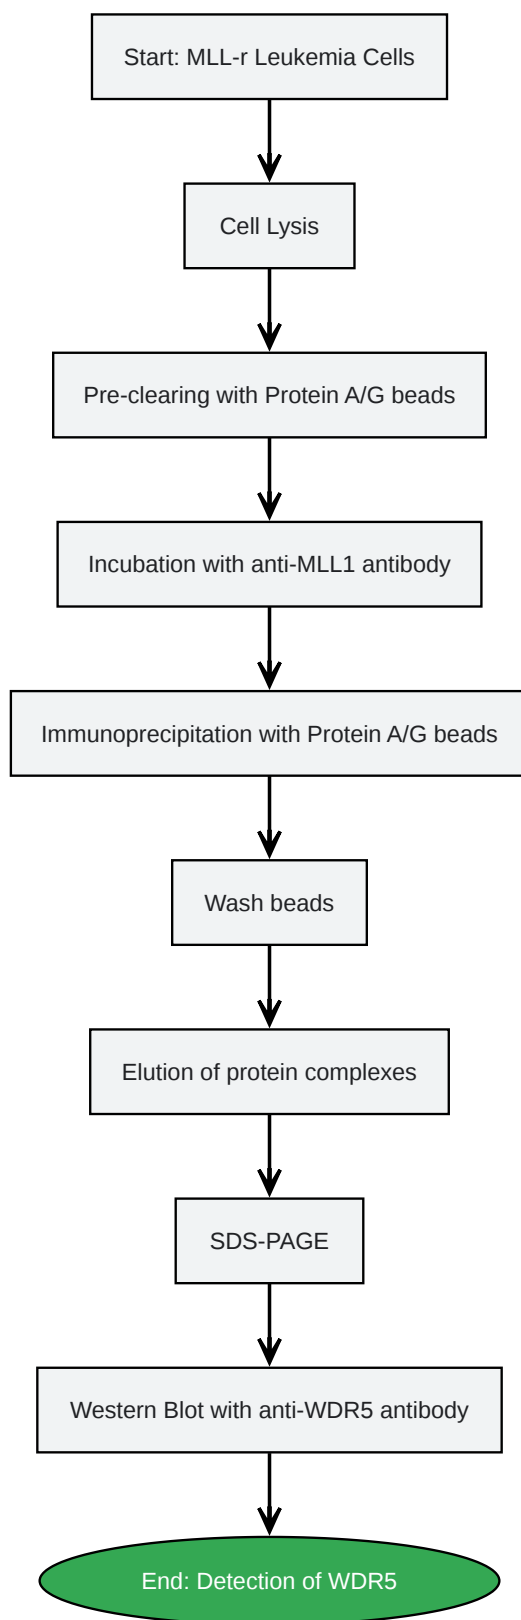 Start: MLL-r Leukemia Cells
Cell Lysis
Pre-clearing with Protein A/G beads
Incubation with anti-MLL1 antibody
Immunoprecipitation with Protein A/G beads
Wash beads
Elution of protein complexes
SDS-PAGE
Western Blot with anti-WDR5 antibody
End: Detection of WDR5